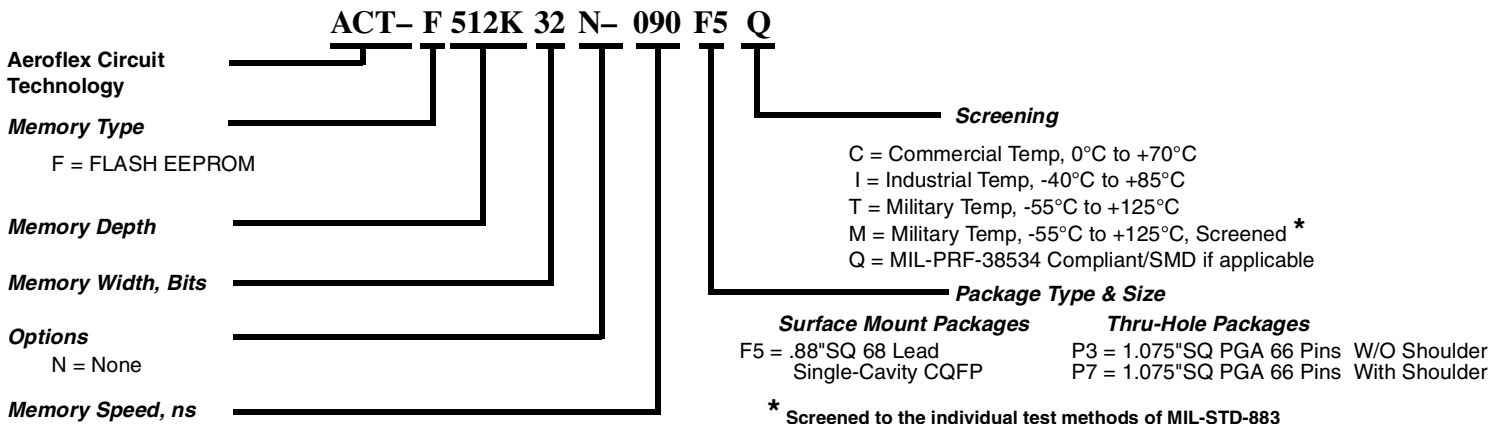 ACT– F 512K 32 N– 090 F5 Q
Aeroflex Circuit
Technology
Memory Type
F = FLASH EEPROM
Memory Depth
Memory Width, Bits
Options
N = None
Memory Speed, ns
Screening
C = Commercial Temp, 0°C to +70°C
I = Industrial Temp, -40°C to +85°C
T = Military Temp, -55°C to +125°C
M = Military Temp, -55°C to +125°C, Screened *
Q = MIL-PRF-38534 Compliant/SMD if applicable
Package Type & Size
Surface Mount Packages
F5 = .88"SQ 68 Lead
Single-Cavity CQFP
Thru-Hole Packages
P3 = 1.075"SQ PGA 66 Pins W/O Shoulder
P7 = 1.075"SQ PGA 66 Pins With Shoulder
* Screened to the individual test methods of MIL-STD-883